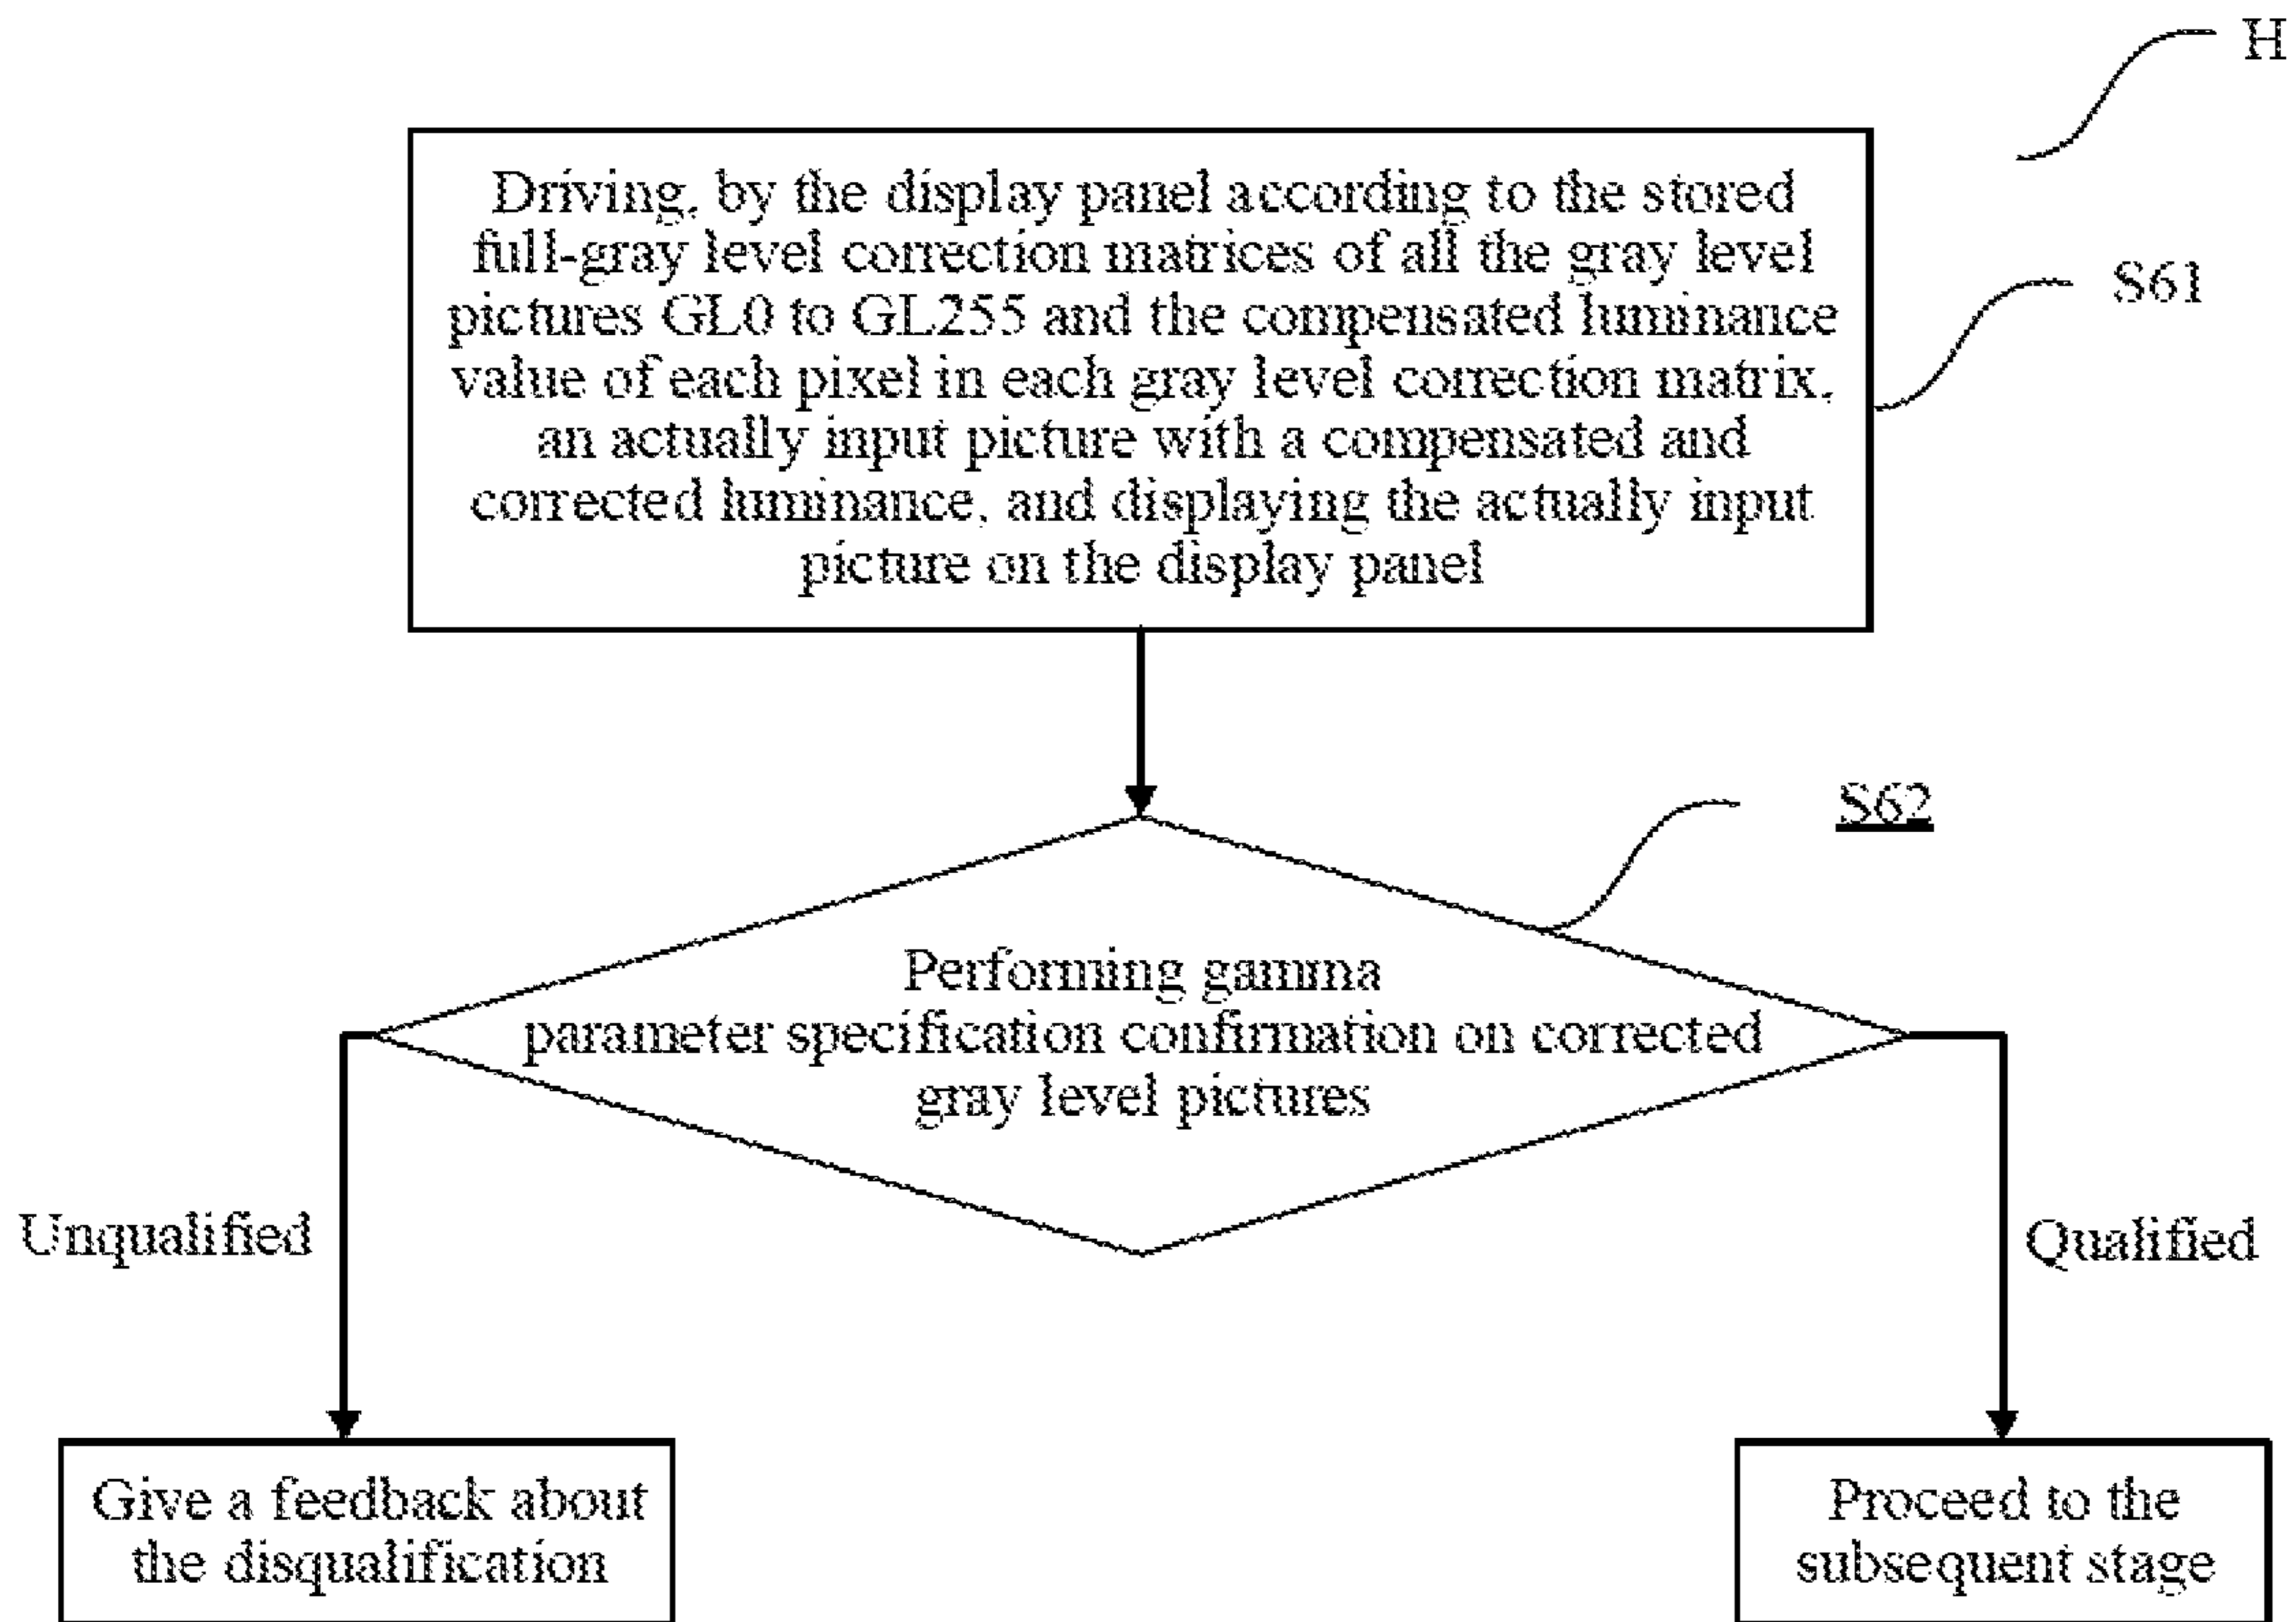 H
Driving, by the display panel according to the stored
full-gray level correction matrices of all the gray level
pictures GL0 to GL255 and the compensated luminance
value of each pixel in each gray level correction matrix,
an actually input picture with a compensated and
corrected luminance, and displaying the actually input
picture on the display panel
S61
S62
Performing gamma
parameter specification confirmation on corrected
gray level pictures
Unqualified
Qualified
Give a feedback about
the disqualification
Proceed to the
subsequent stage